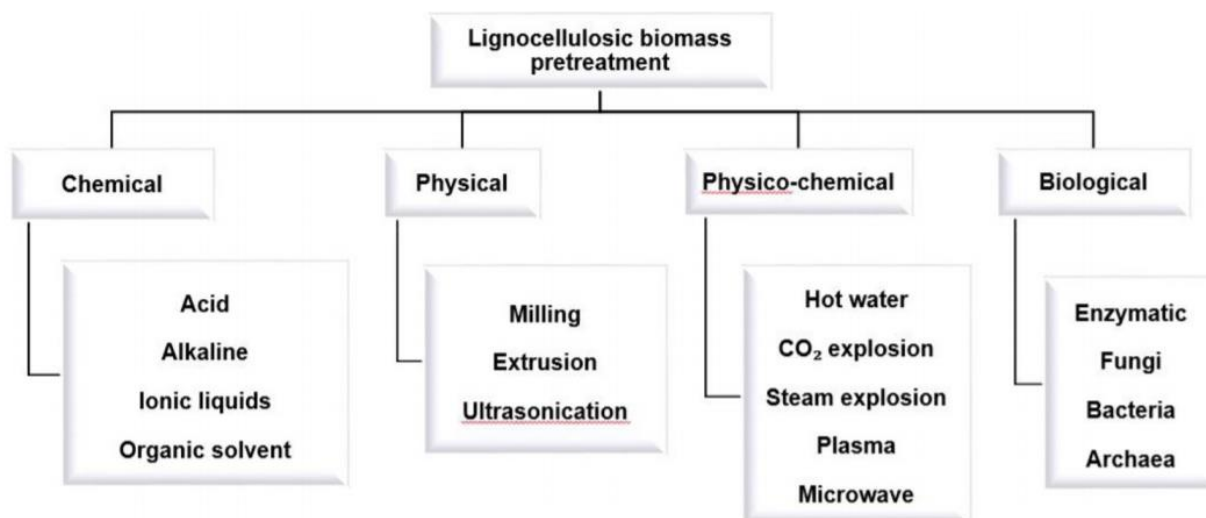 Lignocellulosic biomass
pretreatment
Chemical
Physical
Physico-chemical
Biological
Acid
Alkaline
Ionic liquids
Organic solvent
Milling
Extrusion
Ultrasonication
Hot water
CO₂ explosion
Steam explosion
Plasma
Microwave
Enzymatic
Fungi
Bacteria
Archaea